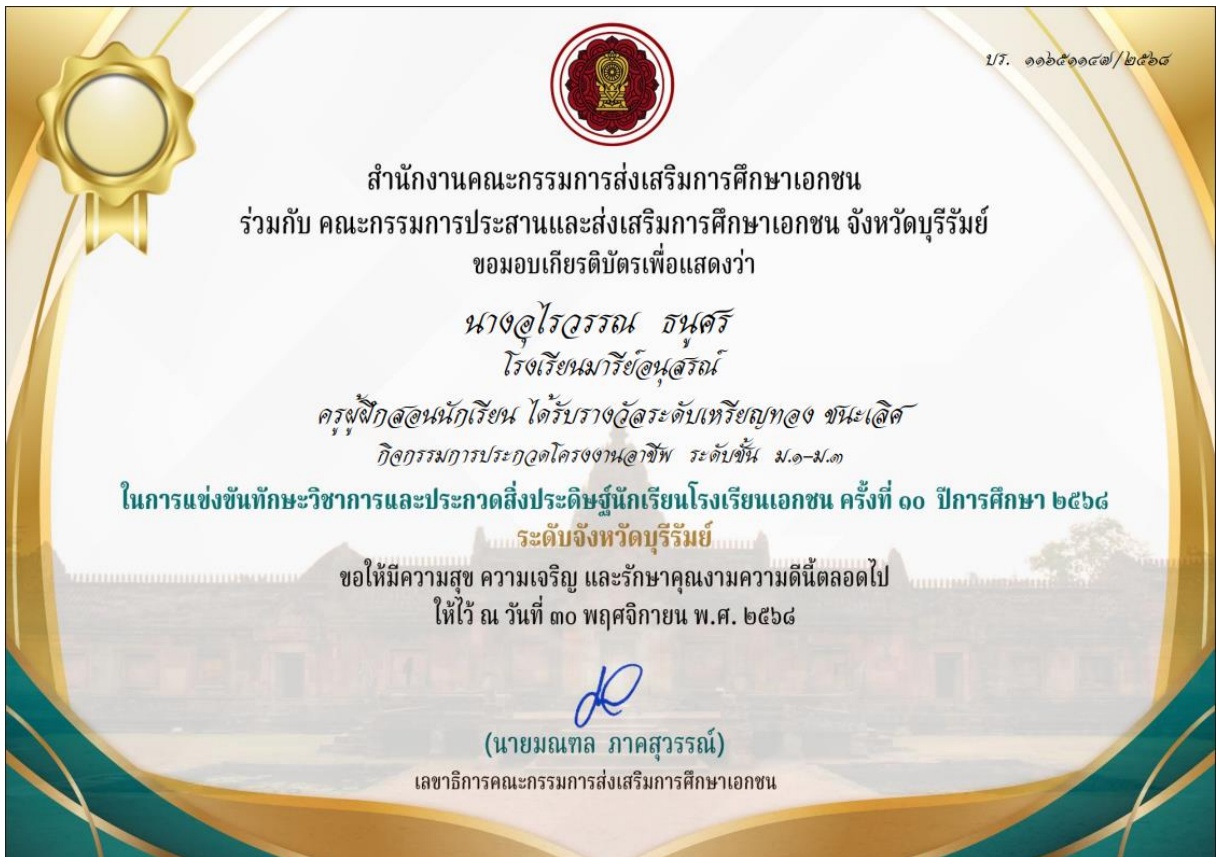 บร. ๑๑๖๕๑๑๔๗/๒๕๖๘
สำนักงานคณะกรรมการส่งเสริมการศึกษาเอกชน
ร่วมกับ คณะกรรมการประสานและส่งเสริมการศึกษาเอกชน จังหวัดบุรีรัมย์
ขอมอบเกียรติบัตรเพื่อแสดงว่า
นางอุไรวรรณ ธนูศร
โรงเรียนมารีย์อนุสรณ์
ครูผู้ฝึกสอนนักเรียน ได้รับรางวัลระดับเหรียญทอง ชนะเลิศ
กิจกรรมการประกวดโครงงานอาชีพ ระดับชั้น ม.๑-ม.๓
ในการแข่งขันทักษะวิชาการและประกวดสิ่งประดิษฐ์นักเรียนโรงเรียนเอกชน ครั้งที่ ๑๐ ปีการศึกษา ๒๕๖๘
ระดับจังหวัดบุรีรัมย์
ขอให้มีความสุข ความเจริญ และรักษาคุณงามความดีนี้ตลอดไป
ให้ไว้ ณ วันที่ ๓๐ พฤศจิกายน พ.ศ. ๒๕๖๘
(นายมณฑล ภาคสุวรรณ์)
เลขาธิการคณะกรรมการส่งเสริมการศึกษาเอกชน